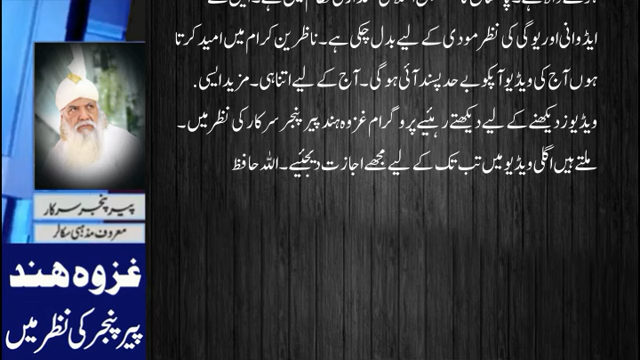 ایڈوانی اور یوگی کی نظر مودی کے لیے بدل چکی ہے۔ ناظرین کرام میں امید کرتا
ہوں آج کی ویڈیو آپکو بے حد پسند آئی ہوگی۔ آج کے لیے اتنا ہی۔ مزید ایسی
ویڈیوز دیکھنے کے لیے دیکھتے رہیئے پروگرام غزوہ ہند پیر پنجر سرکار کی نظر میں۔
ملتے ہیں اگلی ویڈیو میں تب تک کے لیے مجھے اجازت دیجئیے۔ اللہ حافظ
پیر پنجر سرکار
معروف مذہبی سکالر
غزوہ ھند
پیر پنجر کی نظر میں